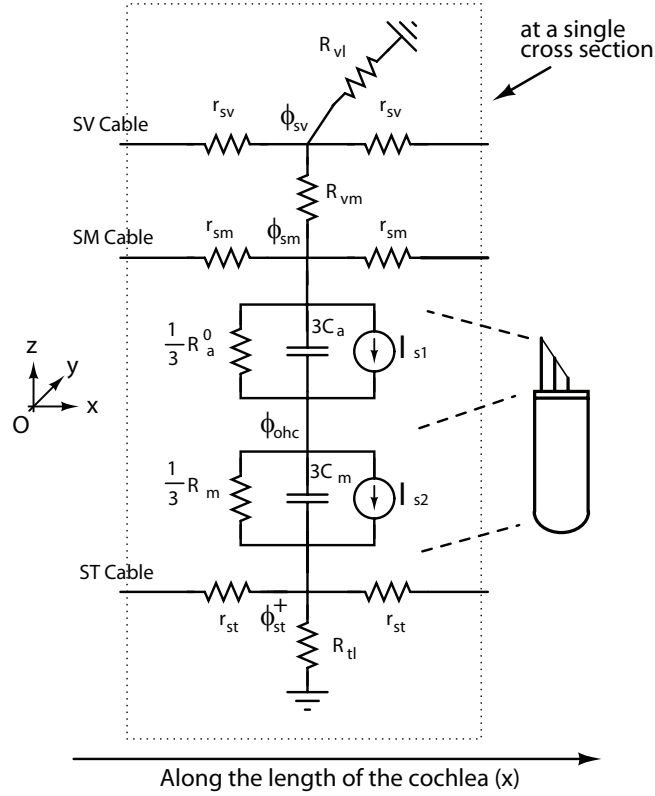 at a single
cross section
R_vl
r_sv
ϕ_sv
r_sv
SV Cable
R_vm
r_sm
ϕ_sm
r_sm
SM Cable
1/3 R_a^0
3C_a
I_s1
z
y
x
O
ϕ_ohc
1/3 R_m
3C_m
I_s2
ST Cable
r_st
ϕ_st^+
r_st
R_tl
Along the length of the cochlea (x)